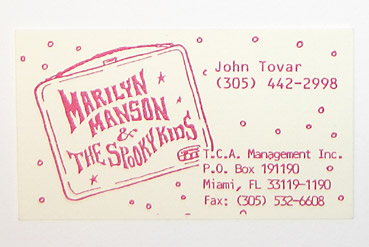 MARILYN
MANSON
&
THE SPOOKY KIDS
John Tovar
(305) 442-2998
T.C.A. Management Inc.
P.O. Box 191190
Miami, FL 33119-1190
Fax: (305) 532-6608